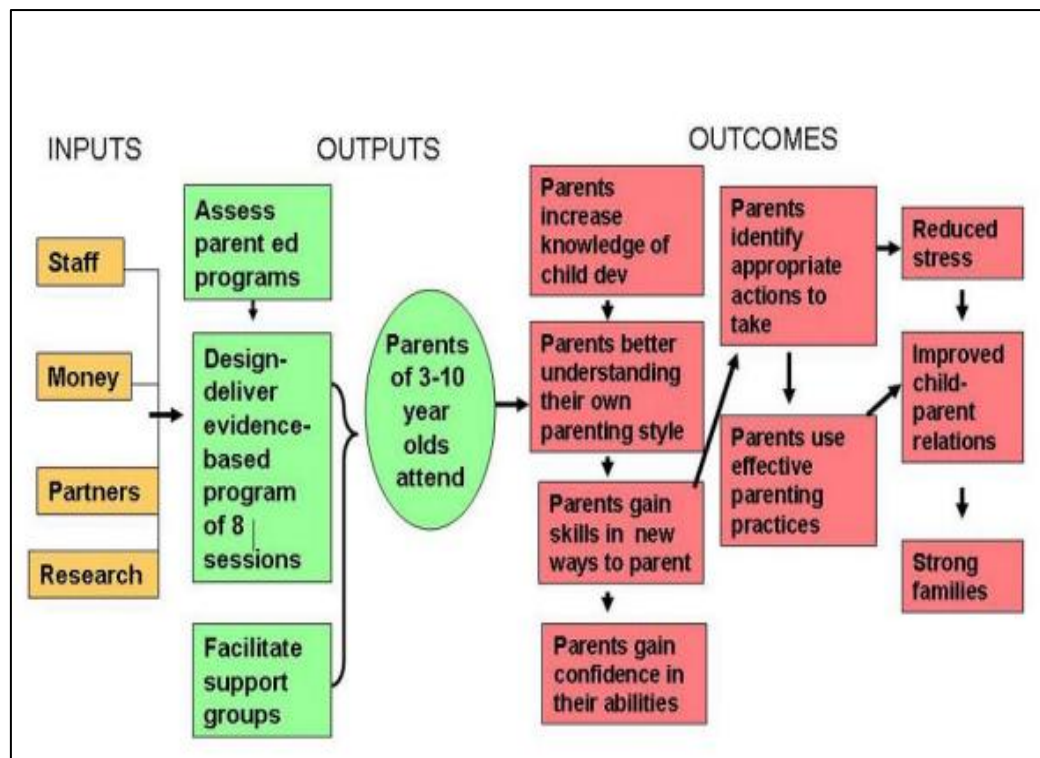 INPUTS
OUTPUTS
OUTCOMES
Staff
Money
Partners
Research
Assess
parent ed
programs
Design-
deliver
evidence-
based
program
of 8
sessions
Facilitate
support
groups
Parents
of 3-10
year
olds
attend
Parents
increase
knowledge of
child dev
Parents better
understanding
their own
parenting style
Parents gain
skills in new
ways to parent
Parents gain
confidence in
their abilities
Parents
identify
appropriate
actions to
take
Parents use
effective
parenting
practices
Reduced
stress
Improved
child-
parent
relations
Strong
families